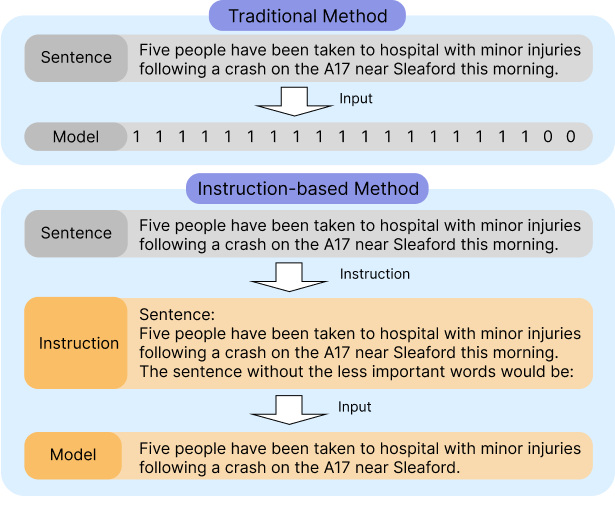 Traditional Method
Sentence
Five people have been taken to hospital with minor injuries
following a crash on the A17 near Sleaford this morning.
Input
Model
1 1 1 1 1 1 1 1 1 1 1 1 1 1 1 1 1 1 0 0
Instruction-based Method
Sentence
Five people have been taken to hospital with minor injuries
following a crash on the A17 near Sleaford this morning.
Instruction
Instruction
Sentence:
Five people have been taken to hospital with minor injuries
following a crash on the A17 near Sleaford this morning.
The sentence without the less important words would be:
Input
Model
Five people have been taken to hospital with minor injuries
following a crash on the A17 near Sleaford.